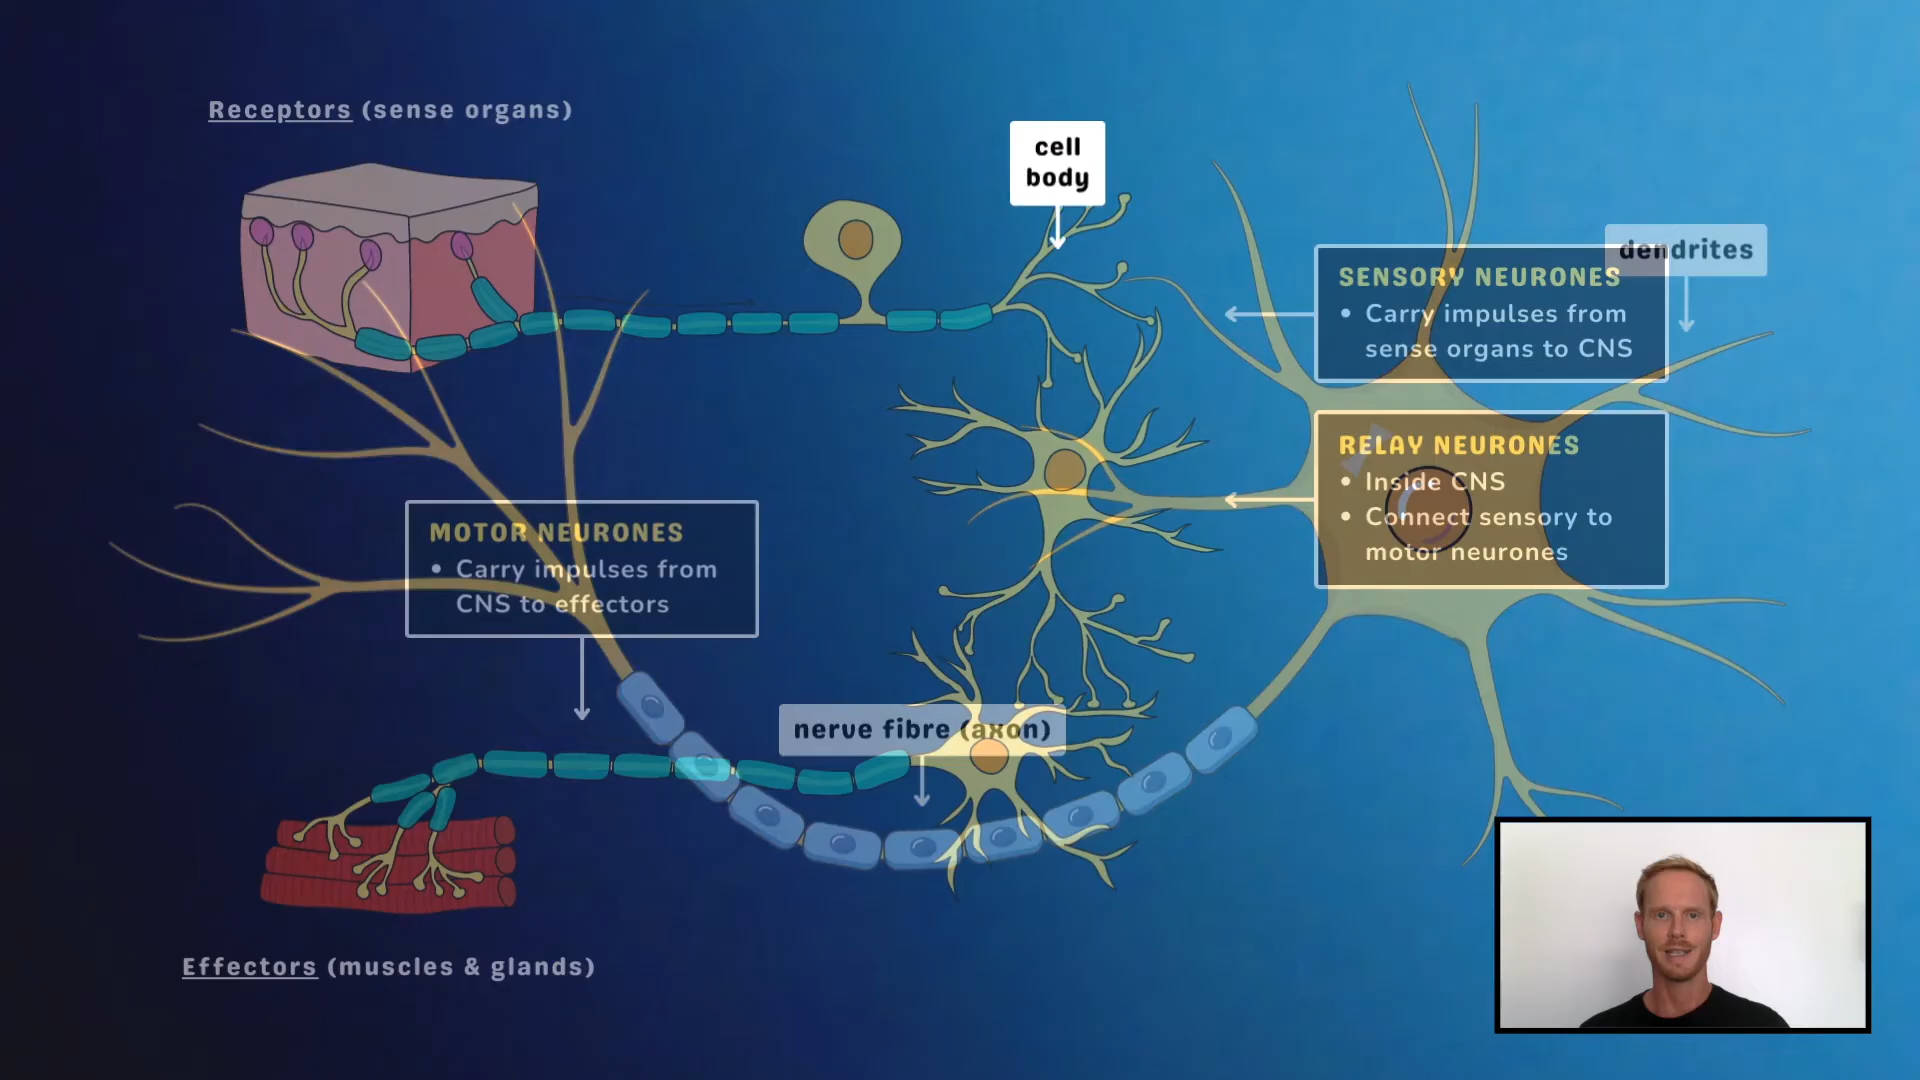 Receptors (sense organs)
cell
body
dendrites
SENSORY NEURONES
• Carry impulses from
sense organs to CNS
RELAY NEURONES
• Inside CNS
• Connect sensory to
motor neurones
MOTOR NEURONES
• Carry impulses from
CNS to effectors
nerve fibre (axon)
Effectors (muscles & glands)